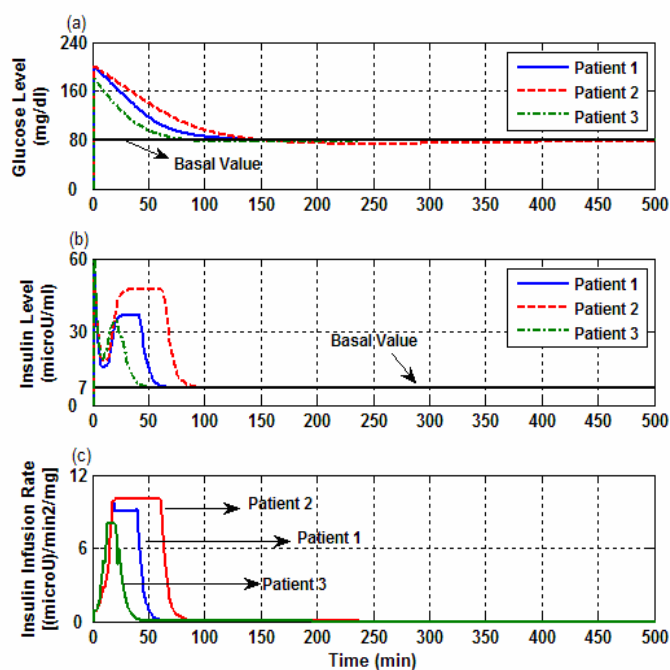 (a)
Glucose Level
(mg/dl)
240
160
80
0
Patient 1
Patient 2
Patient 3
Basal Value
0 50 100 150 200 250 300 350 400 450 500
(b)
Insulin Level
(microU/ml)
60
30
7
0
Patient 1
Patient 2
Patient 3
Basal Value
0 50 100 150 200 250 300 350 400 450 500
(c)
Insulin Infusion Rate
[(microU)/min2/mg]
12
6
0
Patient 2
Patient 1
Patient 3
0 50 100 150 200 250 300 350 400 450 500
Time (min)